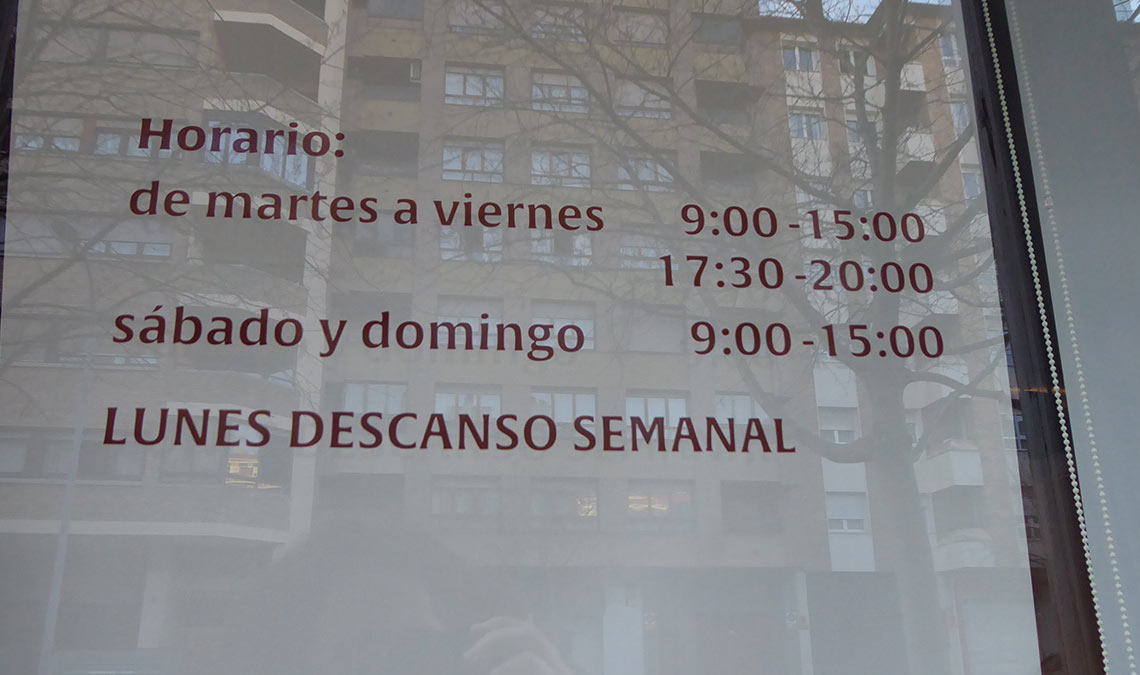 Horario:
de martes a viernes 9:00 - 15:00
17:30 - 20:00
sábado y domingo 9:00 - 15:00
LUNES DESCANSO SEMANAL